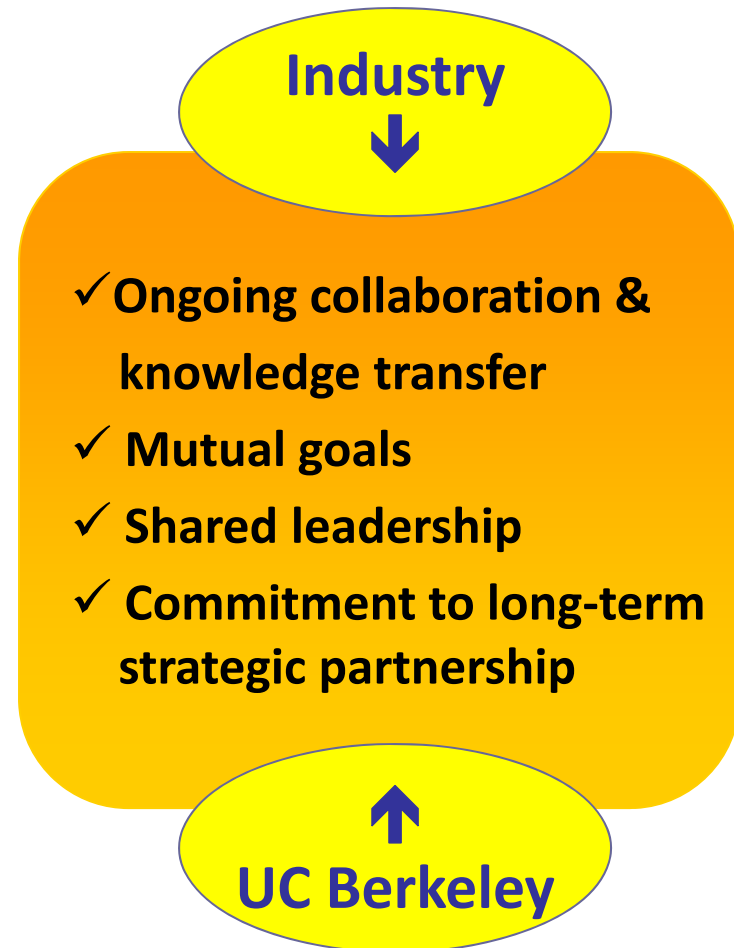 Industry
↓
✓Ongoing collaboration &
knowledge transfer
✓ Mutual goals
✓ Shared leadership
✓ Commitment to long-term
strategic partnership
↑
UC Berkeley